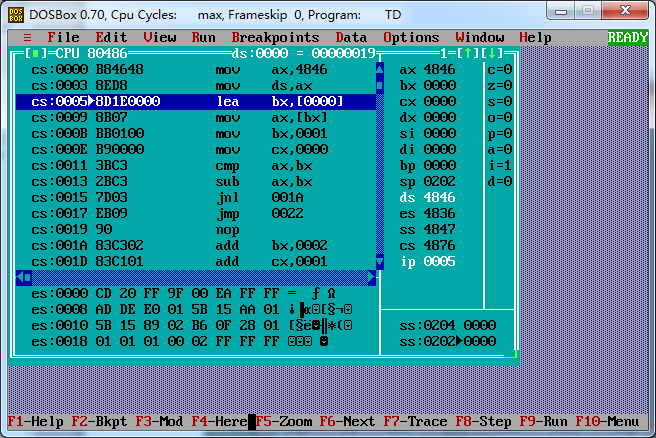 DOSBox 0.70, Cpu Cycles: max, Frameskip 0, Program: TD
≡ File Edit View Run Breakpoints Data Options Window Help READY
[■]=CPU 80486 ds:0000 = 00000019 1=[↑][↓]
cs:0000 B84648 mov ax,4846 ax 4846 c=0
cs:0003 8ED8 mov ds,ax bx 0000 z=0
cs:0005►8D1E0000 lea bx,[0000] cx 0000 s=0
cs:0009 8B07 mov ax,[bx] dx 0000 o=0
cs:000B BB0100 mov bx,0001 si 0000 p=0
cs:000E B90000 mov cx,0000 di 0000 a=0
cs:0011 3BC3 cmp ax,bx bp 0000 i=1
cs:0013 2BC3 sub ax,bx sp 0202 d=0
cs:0015 7D03 jnl 001A ds 4846
cs:0017 EB09 jmp 0022 es 4836
cs:0019 90 nop ss 4847
cs:001A 83C302 add bx,0002 cs 4876
cs:001D 83C101 add cx,0001 ip 0005
es:0000 CD 20 FF 9F 00 EA FF FF = ƒ Ω
es:0008 AD DE E0 01 5B 15 AA 01 ¡▐α☺[§¬☺
es:0010 5B 15 89 02 B6 0F 28 01 [§ë☻╢☼(☺ ss:0204 0000
es:0018 01 01 01 00 02 FF FF FF ☺☺☺ ☻ ss:0202►0000
F1-Help F2-Bkpt F3-Mod F4-Here F5-Zoom F6-Next F7-Trace F8-Step F9-Run F10-Menu